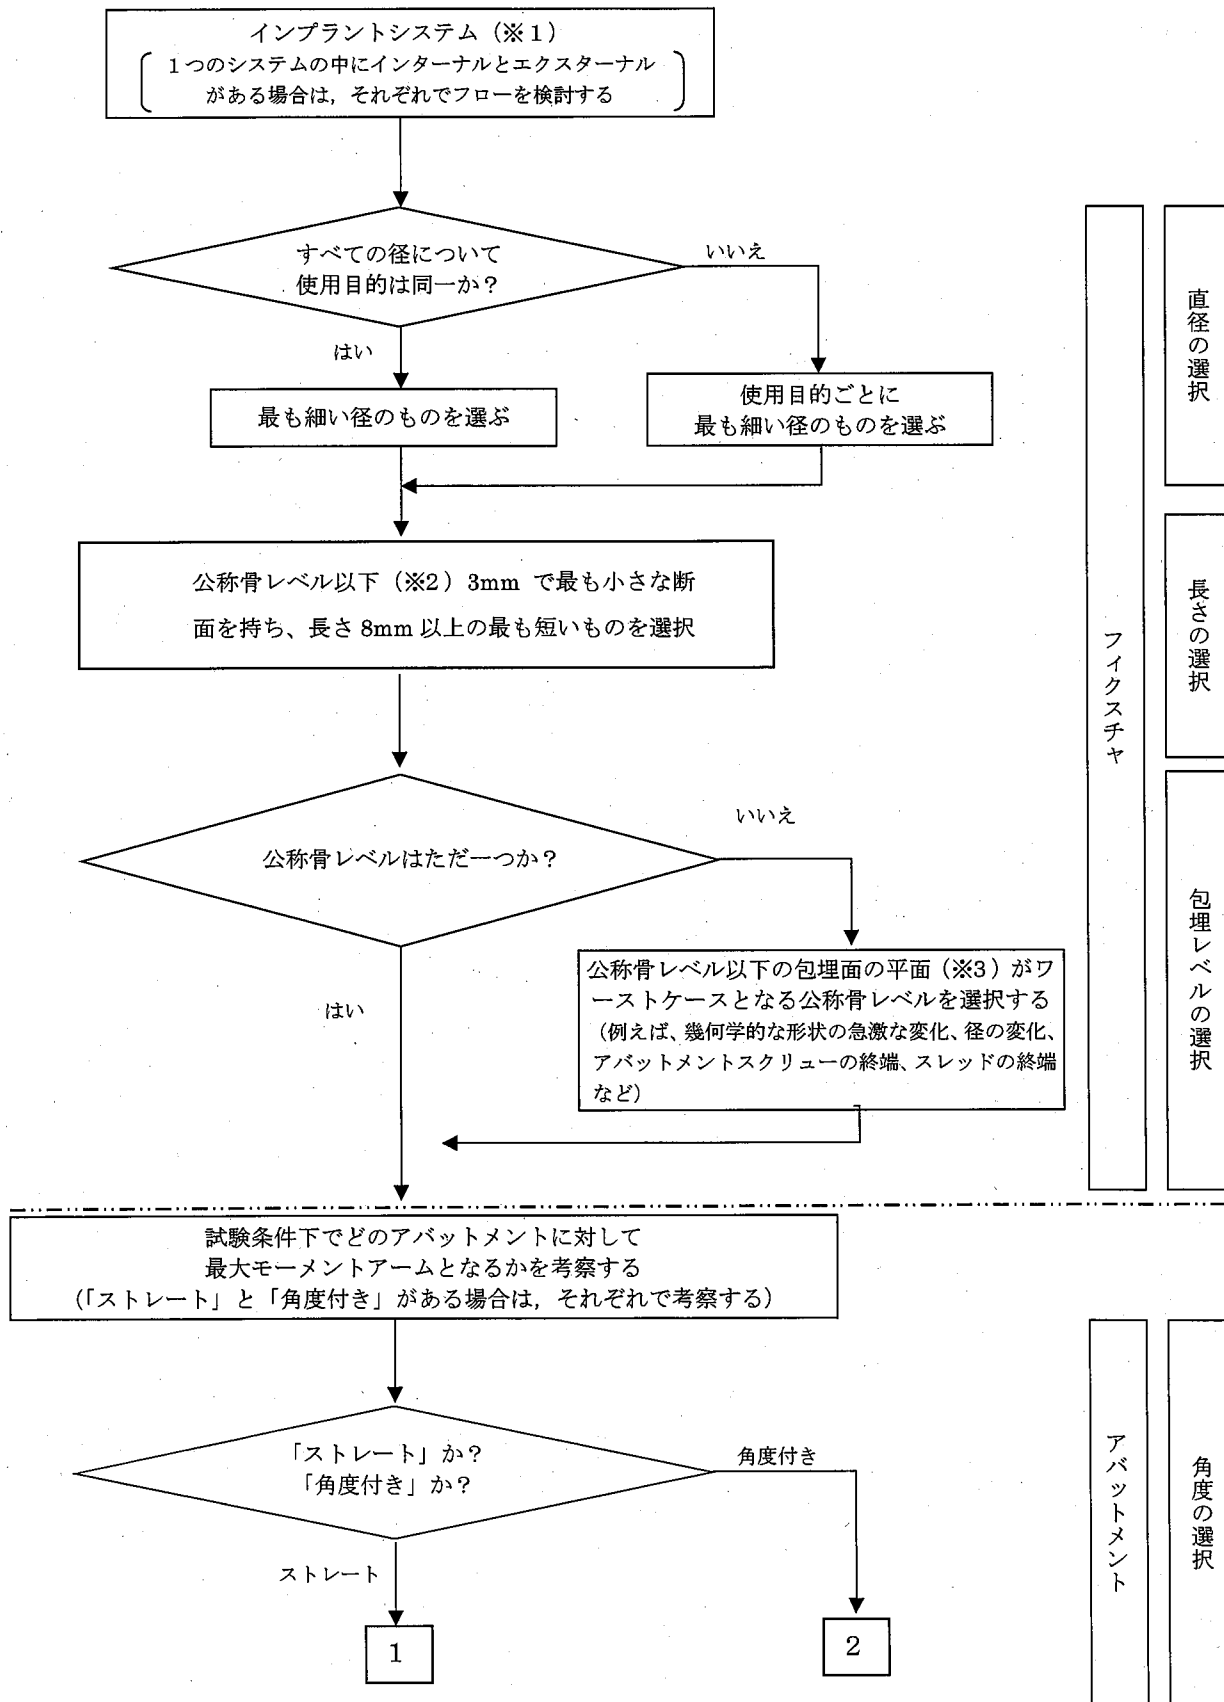 インプラントシステム（※１）
１つのシステムの中にインターナルとエクスターナル
がある場合は，それぞれでフローを検討する
すべての径について
使用目的は同一か？
いいえ
はい
最も細い径のものを選ぶ
使用目的ごとに
最も細い径のものを選ぶ
直径の選択
公称骨レベル以下（※2）3mm で最も小さな断
面を持ち、長さ 8mm 以上の最も短いものを選択
長さの選択
フィクスチャ
公称骨レベルはただ一つか？
いいえ
はい
公称骨レベル以下の包埋面の平面（※3）がワ
ーストケースとなる公称骨レベルを選択する
（例えば、幾何学的な形状の急激な変化、径の変化、
アバットメントスクリューの終端、スレッドの終端
など）
包埋レベルの選択
試験条件下でどのアバットメントに対して
最大モーメントアームとなるかを考察する
（「ストレート」と「角度付き」がある場合は，それぞれで考察する）
「ストレート」か？
「角度付き」か？
角度付き
ストレート
1
2
アバットメント
角度の選択